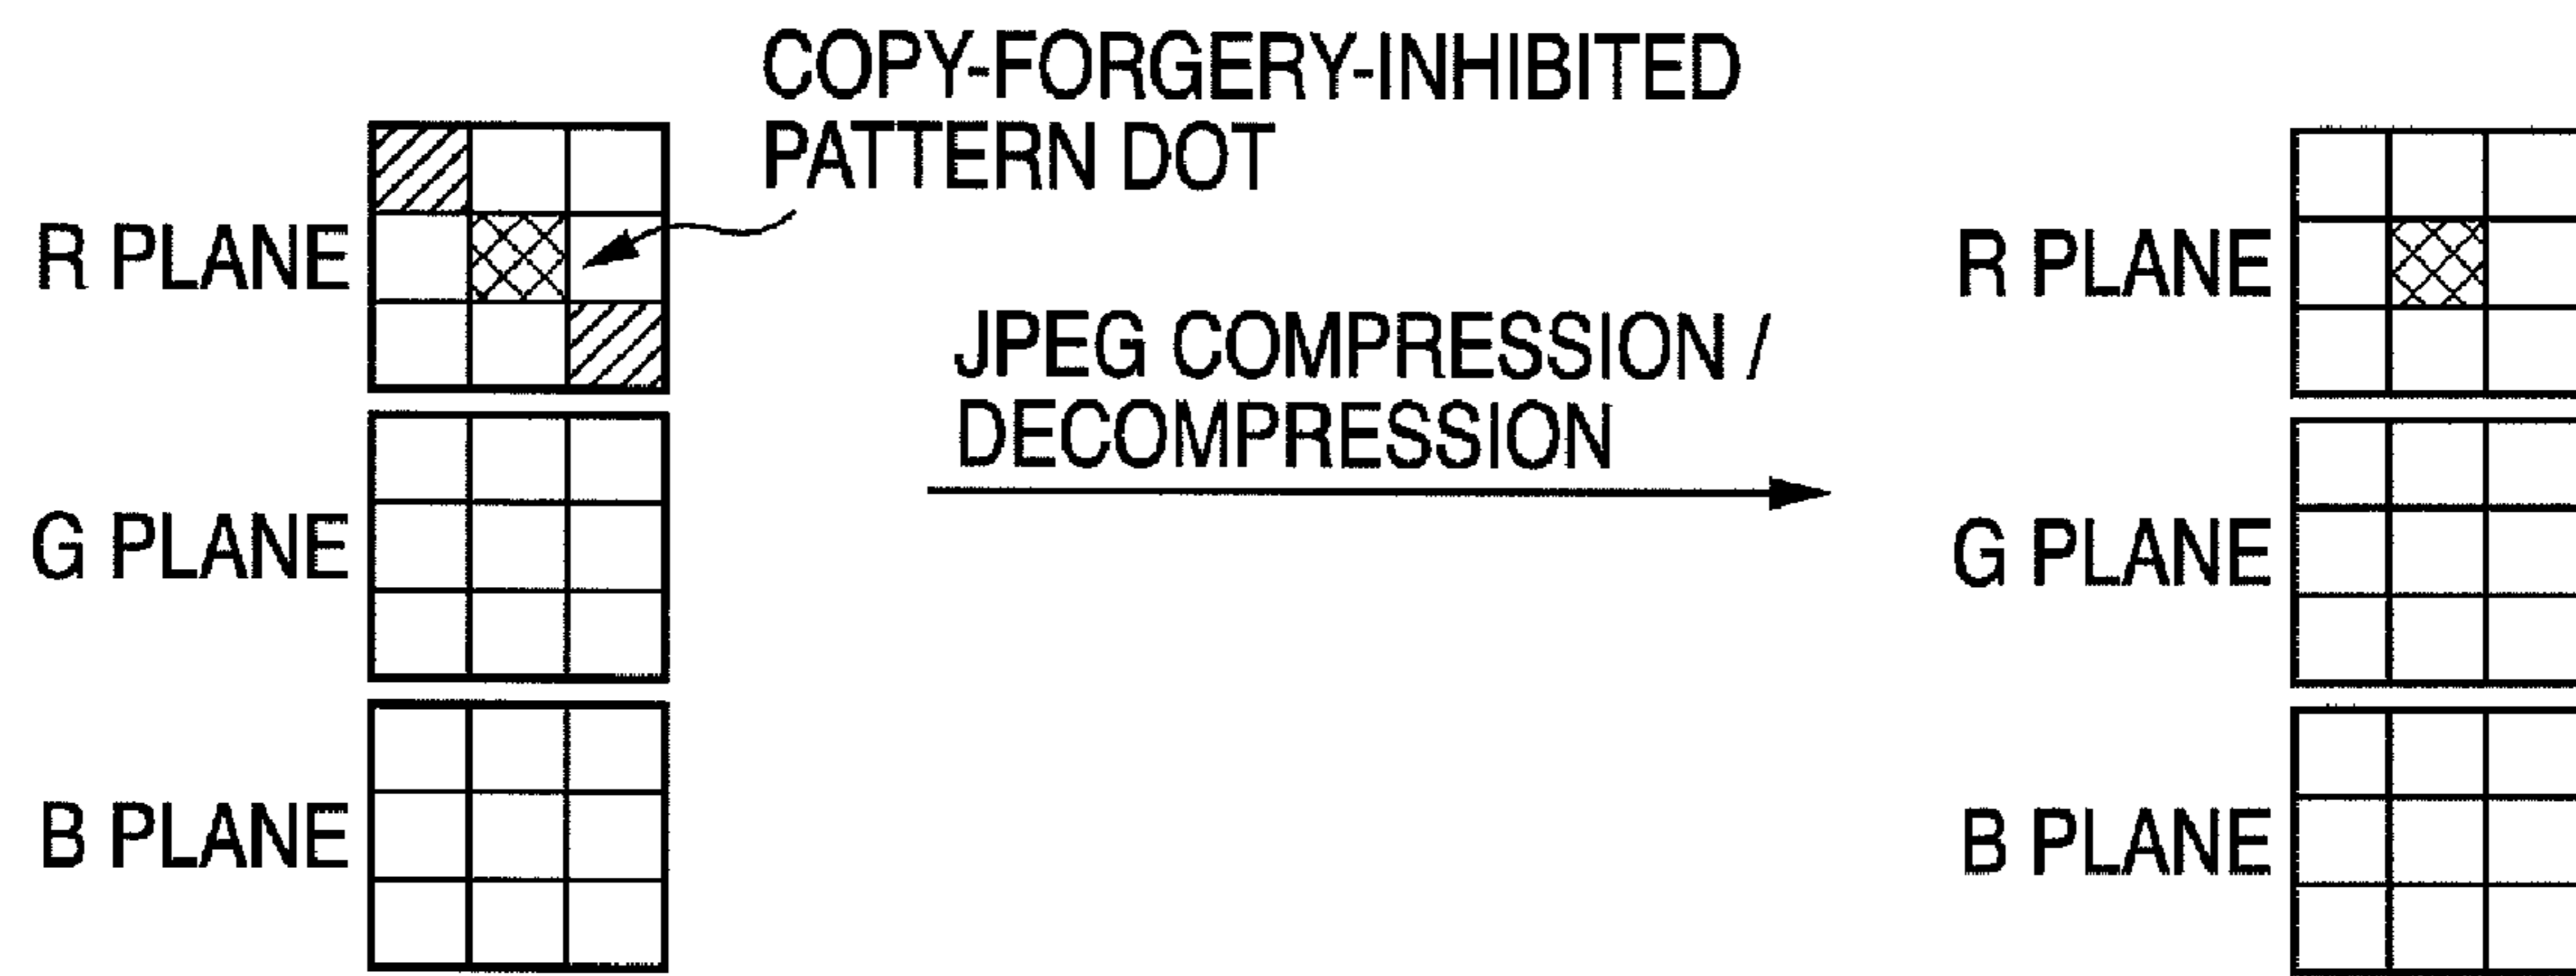 COPY-FORGERY-INHIBITED
PATTERN DOT
R PLANE
G PLANE
B PLANE
JPEG COMPRESSION /
DECOMPRESSION
R PLANE
G PLANE
B PLANE